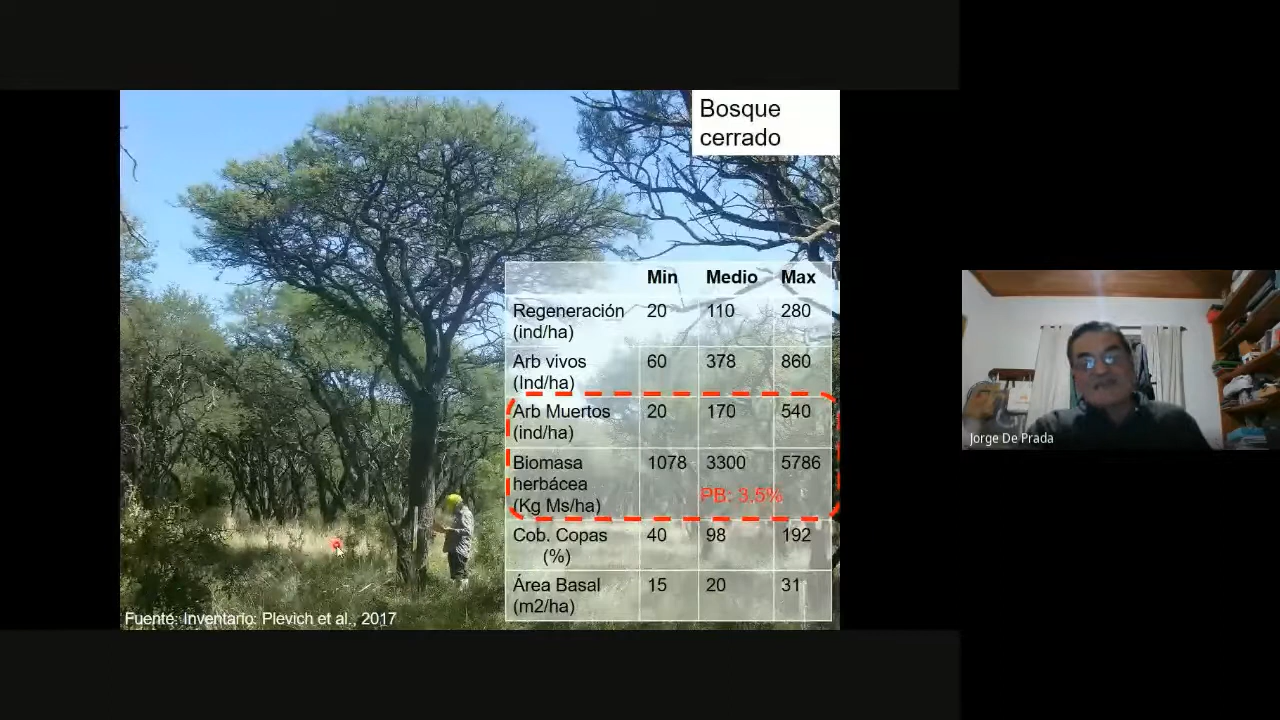 Bosque
cerrado
Min Medio Max
Regeneración 20 110 280
(ind/ha)
Arb vivos 60 378 860
(Ind/ha)
Arb Muertos 20 170 540
(ind/ha)
Biomasa 1078 3300 5786
herbácea
PB: 3.5%
(Kg Ms/ha)
Cob. Copas 40 98 192
(%)
Área Basal 15 20 31
(m2/ha)
Fuente: Inventario: Plevich et al., 2017
Jorge De Prada